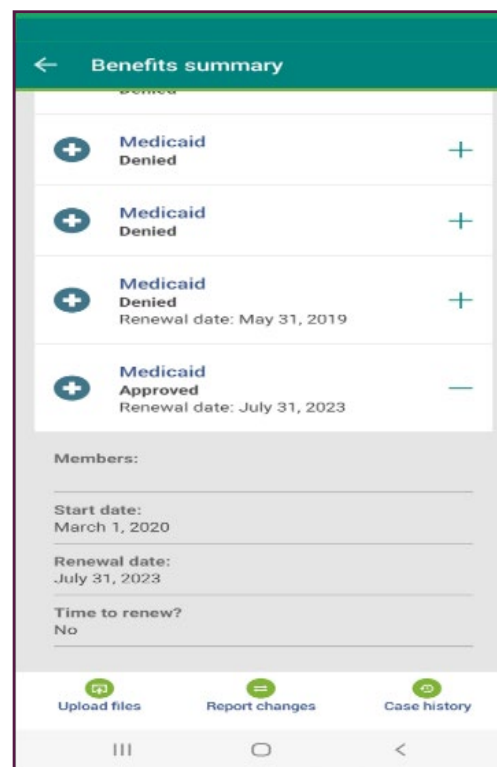 Benefits summary
Denied
Medicaid
Denied
Medicaid
Denied
Medicaid
Denied
Renewal date: May 31, 2019
Medicaid
Approved
Renewal date: July 31, 2023
Members:
Start date:
March 1, 2020
Renewal date:
July 31, 2023
Time to renew?
No
Upload files
Report changes
Case history